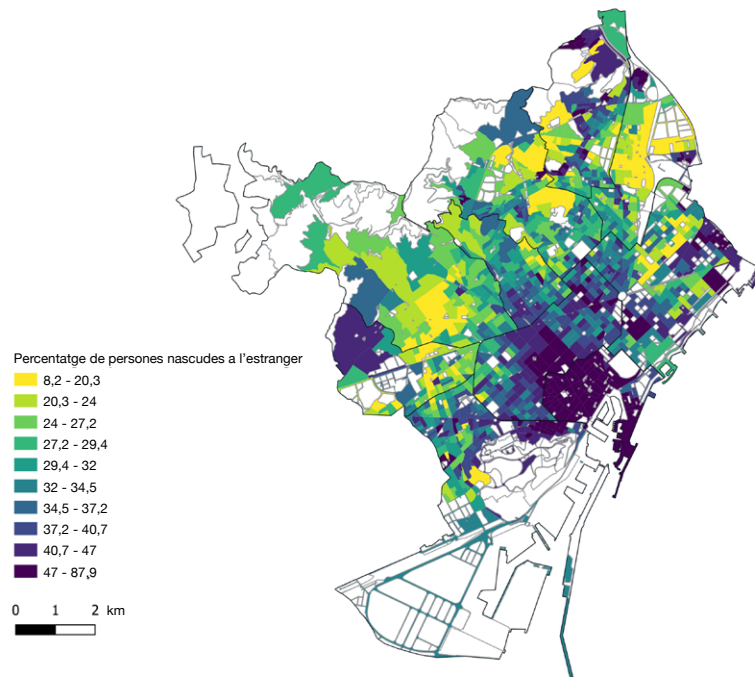 Percentatge de persones nascudes a l’estranger
8,2 - 20,3
20,3 - 24
24 - 27,2
27,2 - 29,4
29,4 - 32
32 - 34,5
34,5 - 37,2
37,2 - 40,7
40,7 - 47
47 - 87,9
0 1 2 km